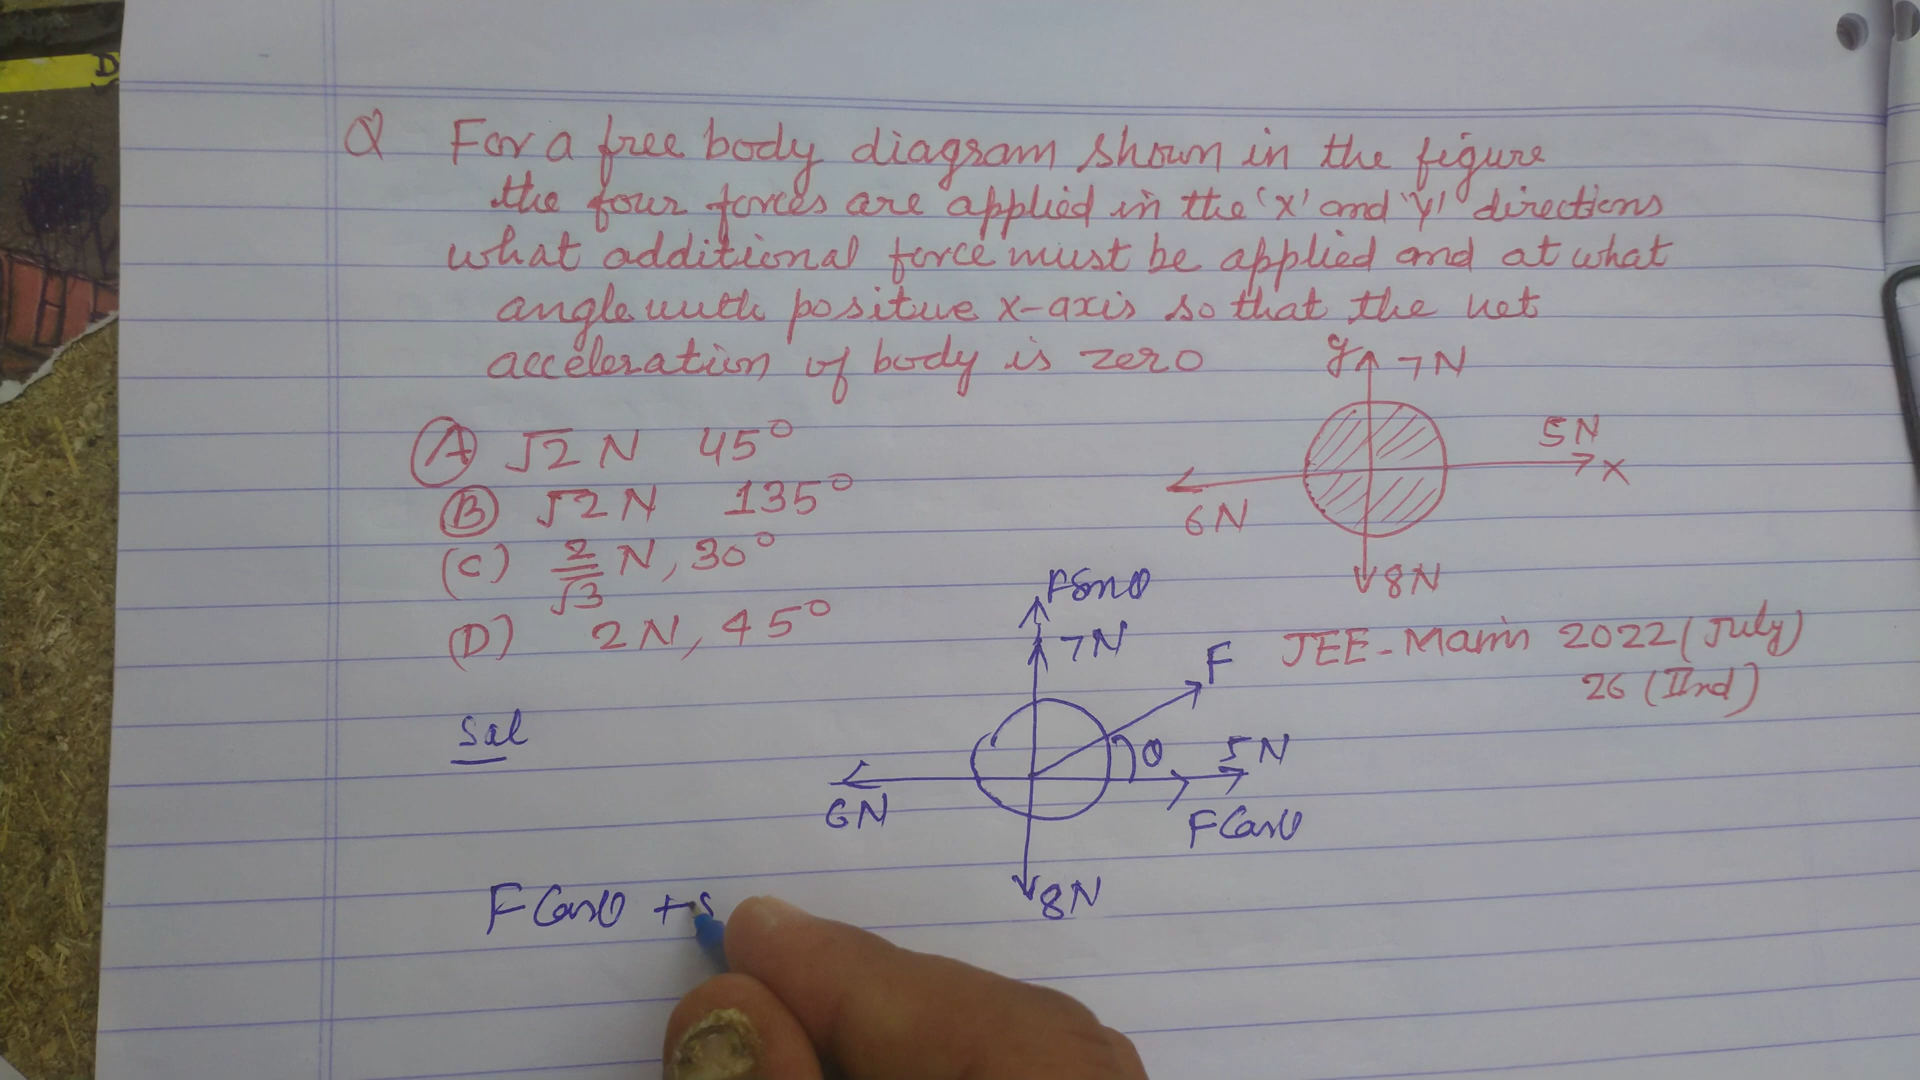 D
Q For a free body diagram shown in the figure
the four forces are applied in the 'x' and 'y' directions
what additional force must be applied and at what
angle with positive x-axis so that the net
acceleration of body is zero
y 7N
5N
x
6N
8N
(A) √2 N 45°
(B) √2 N 135°
(C) 2/√3 N, 30°
(D) 2N, 45°
JEE-Main 2022 (July)
26 (IInd)
Sol
FSinθ
7N
F
θ
5N
6N
FCosθ
8N
FCosθ + 5